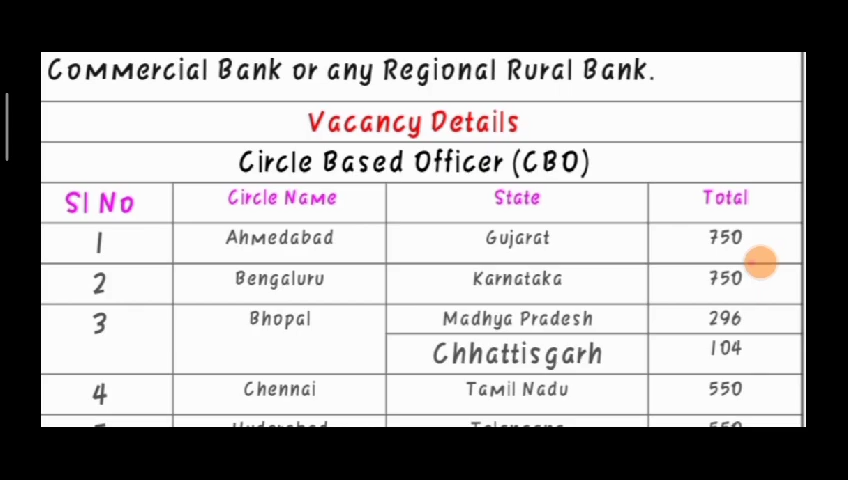 Commercial Bank or any Regional Rural Bank.
Vacancy Details
Circle Based Officer (CBO)
Sl No Circle Name State Total
1 Ahmedabad Gujarat 750
2 Bengaluru Karnataka 750
3 Bhopal Madhya Pradesh 296
Chhattisgarh 104
4 Chennai Tamil Nadu 550